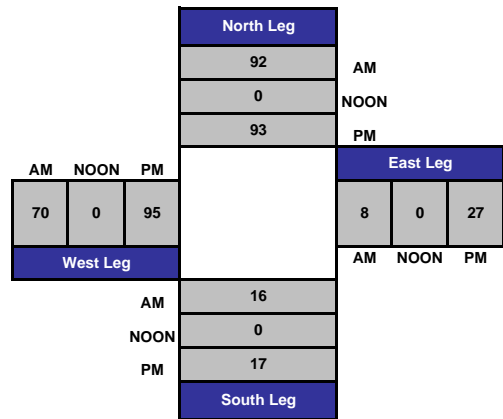 North Leg
92 AM
0 NOON
93 PM
AM NOON PM
East Leg
70 0 95
8 0 27
West Leg
AM NOON PM
AM 16
NOON 0
PM 17
South Leg